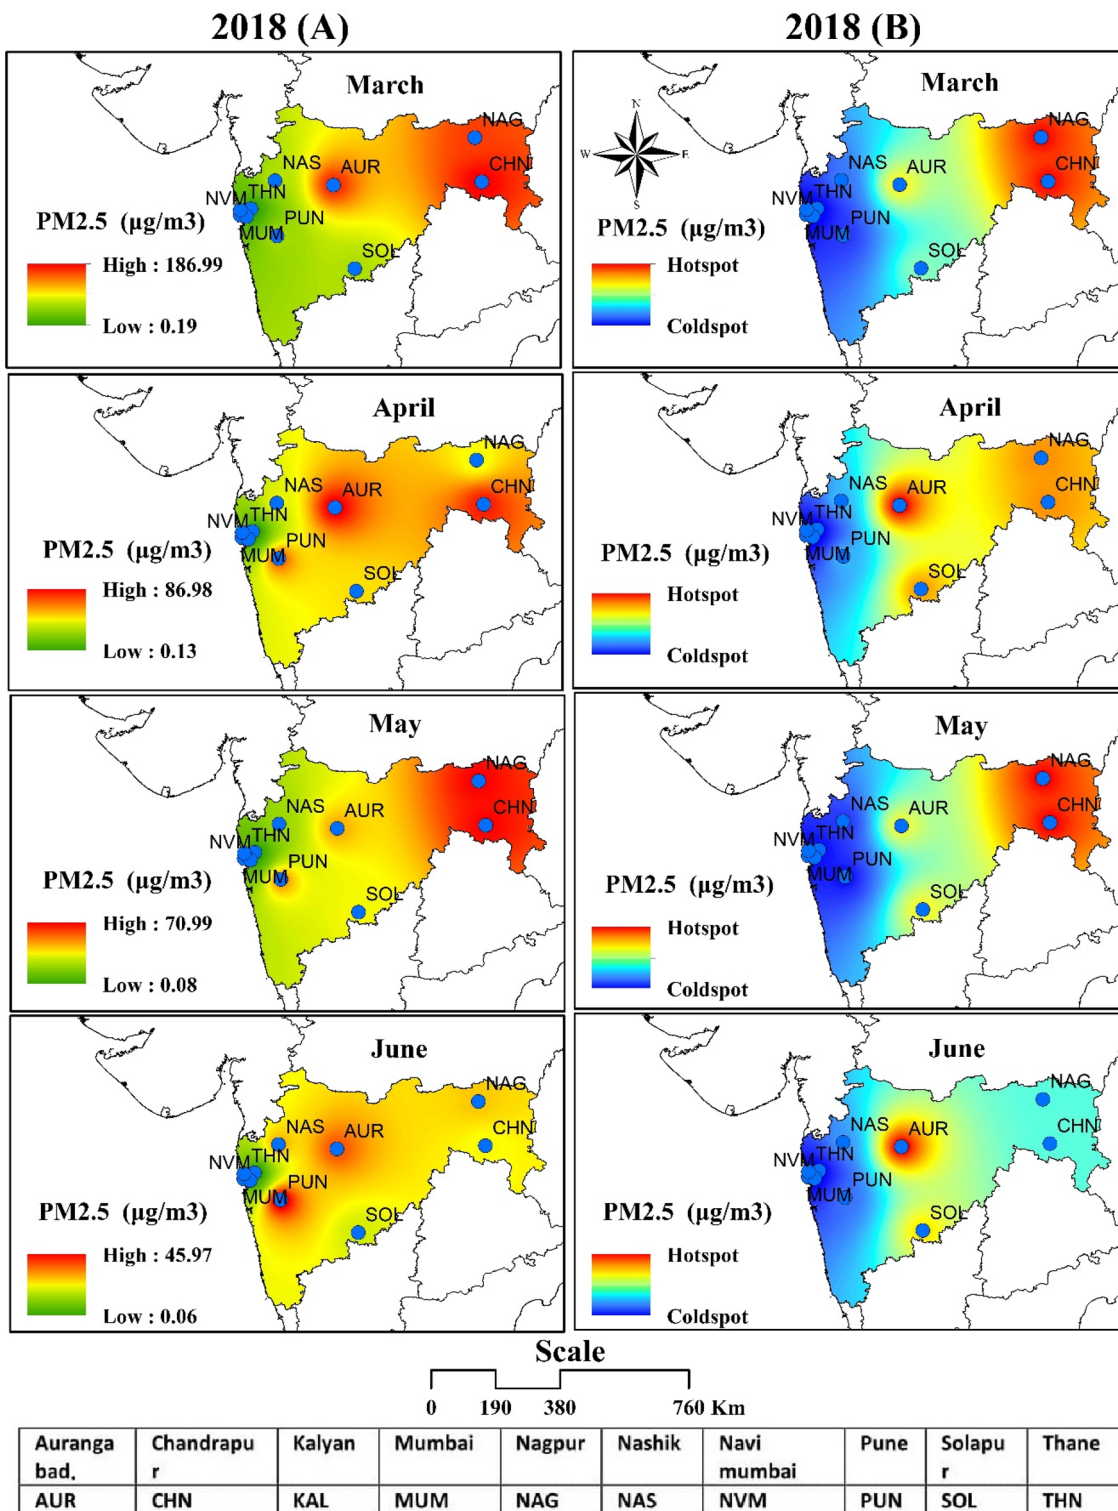 2018 (A)
2018 (B)
March
NAG
CHN
NAS
AUR
THN
NVM
PUN
MUM
SOL
PM2.5 (µg/m3)
High : 186.99
Low : 0.19
March
N
W
E
S
NAG
CHN
NAS
AUR
THN
NVM
PUN
MUM
SOL
PM2.5 (µg/m3)
Hotspot
Coldspot
April
NAG
CHN
NAS
AUR
THN
NVM
PUN
MUM
SOL
PM2.5 (µg/m3)
High : 86.98
Low : 0.13
April
NAG
CHN
NAS
AUR
THN
NVM
PUN
MUM
SOL
PM2.5 (µg/m3)
Hotspot
Coldspot
May
NAG
CHN
NAS
AUR
THN
NVM
PUN
MUM
SOL
PM2.5 (µg/m3)
High : 70.99
Low : 0.08
May
NAG
CHN
NAS
AUR
THN
NVM
PUN
MUM
SOL
PM2.5 (µg/m3)
Hotspot
Coldspot
June
NAG
CHN
NAS
AUR
THN
NVM
PUN
MUM
SOL
PM2.5 (µg/m3)
High : 45.97
Low : 0.06
June
NAG
CHN
NAS
AUR
THN
NVM
PUN
MUM
SOL
PM2.5 (µg/m3)
Hotspot
Coldspot
Scale
0 190 380 760 Km
Auranga Chandrapu Kalyan Mumbai Nagpur Nashik Navi Pune Solapu Thane
bad. r mumbai r
AUR CHN KAL MUM NAG NAS NVM PUN SOL THN